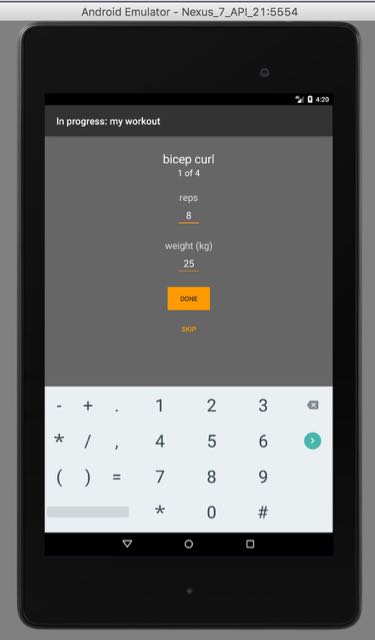 Android Emulator - Nexus_7_API_21:5554
4:20
In progress: my workout
bicep curl
1 of 4
reps
8
weight (kg)
25
DONE
SKIP
- + . 1 2 3
* / , 4 5 6
( ) = 7 8 9
* 0 #